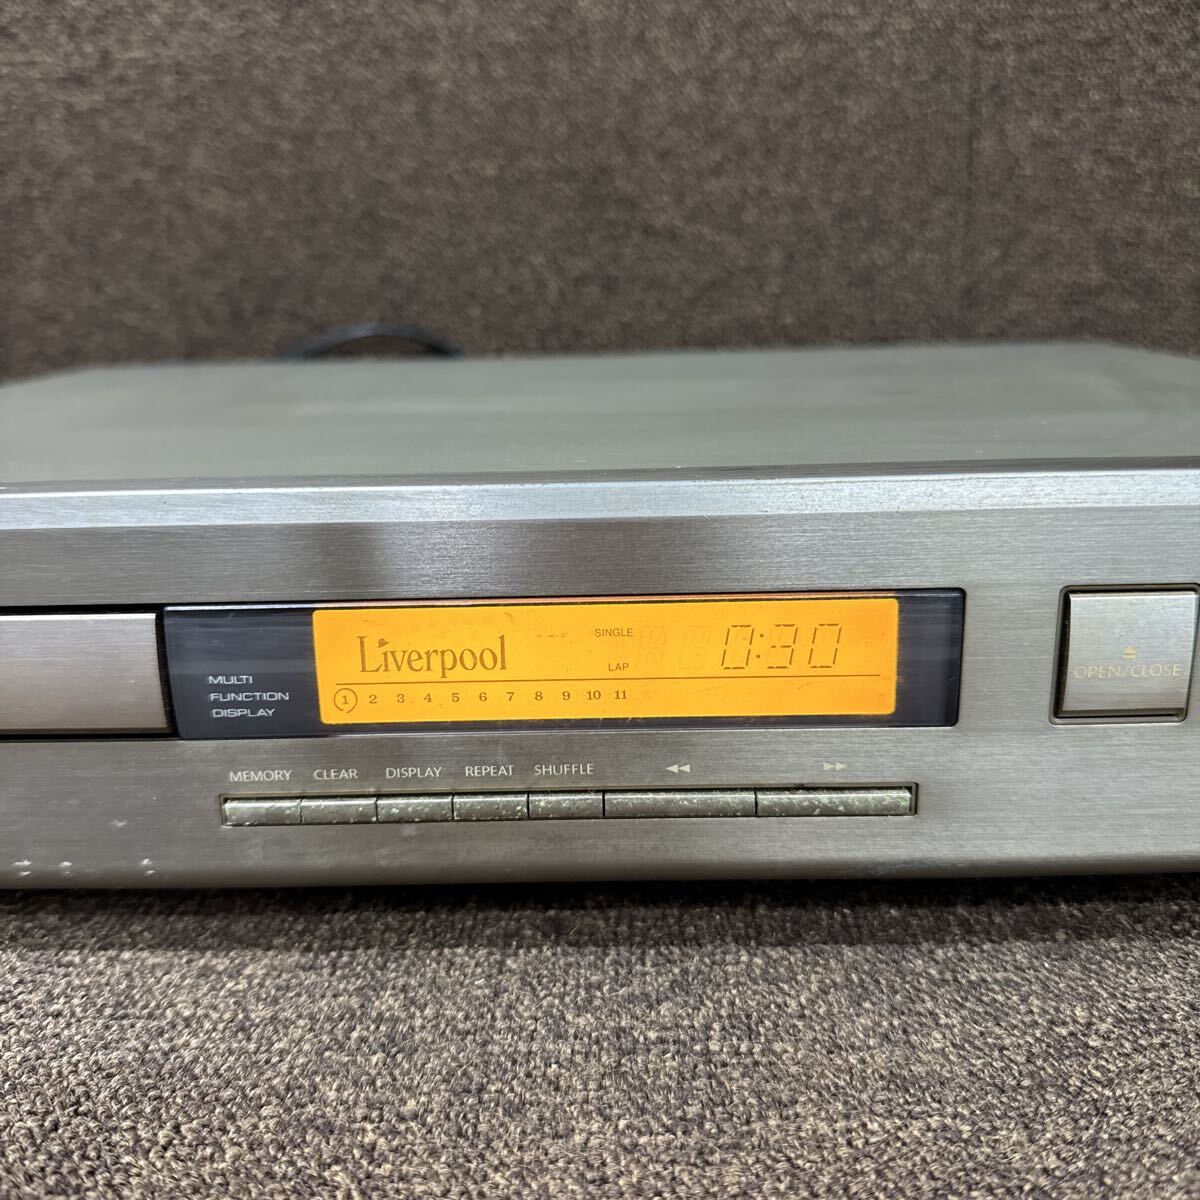 Liverpool
SINGLE
LAP
0:30
1 2 3 4 5 6 7 8 9 10 11
MULTI
FUNCTION
DISPLAY
OPEN/CLOSE
MEMORY CLEAR DISPLAY REPEAT SHUFFLE